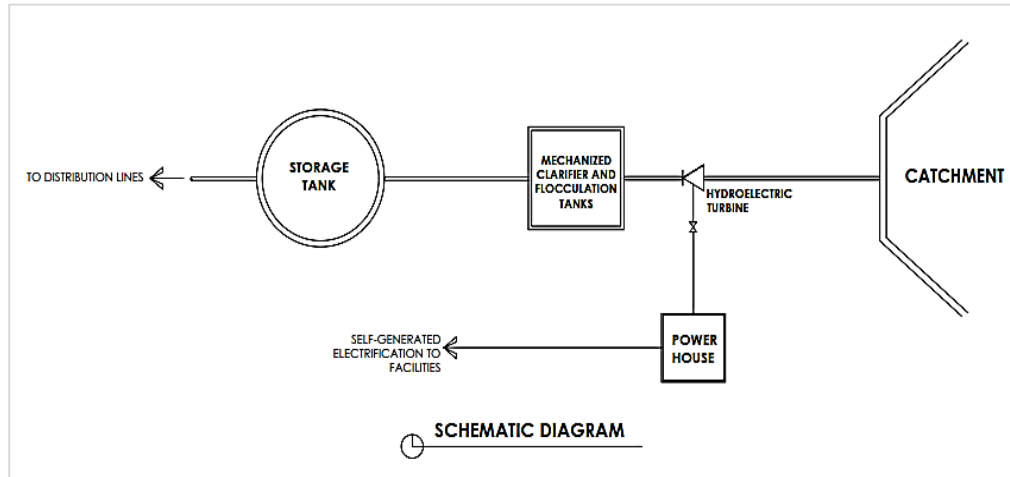 STORAGE
TANK
MECHANIZED
CLARIFIER AND
FLOCCULATION
TANKS
CATCHMENT
TO DISTRIBUTION LINES
HYDROELECTRIC
TURBINE
SELF-GENERATED
ELECTRIFICATION TO
FACILITIES
POWER
HOUSE
SCHEMATIC DIAGRAM